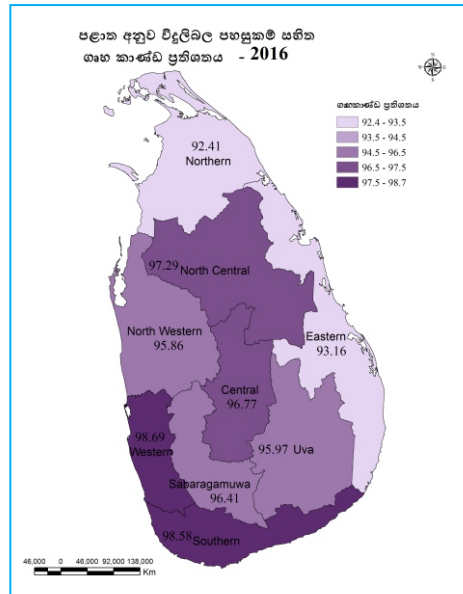 පළාත අනුව විදුලිබල පහසුකම් සහිත
ගෘහ කාණ්ඩ ප්‍රතිශතය - 2016
ගෘහකාණ්ඩ ප්‍රතිශතය
92.4 - 93.5
93.5 - 94.5
94.5 - 96.5
96.5 - 97.5
97.5 - 98.7
92.41
Northern
97.29 North Central
North Western
95.86
Eastern
93.16
Central
96.77
98.69
Western
95.97 Uva
Sabaragamuwa
96.41
98.58 Southern
46,000 0 46,000 92,000 138,000
Km